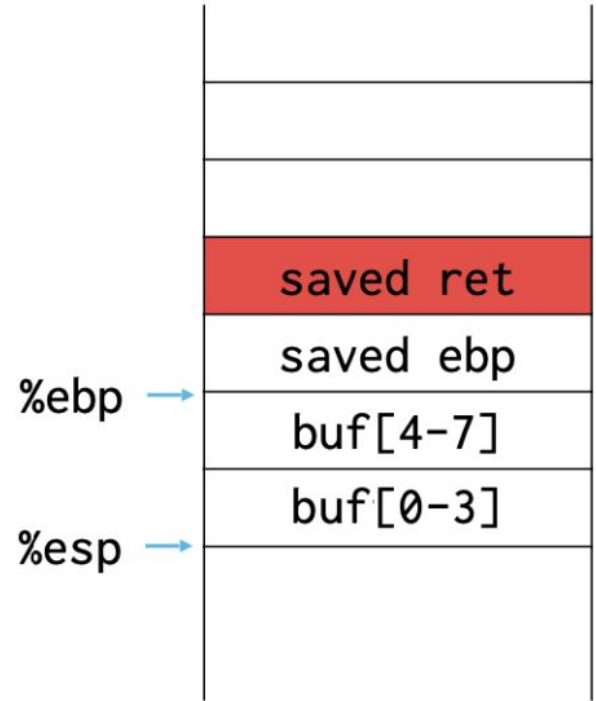 saved ret
saved ebp
%ebp
buf[4-7]
buf[0-3]
%esp